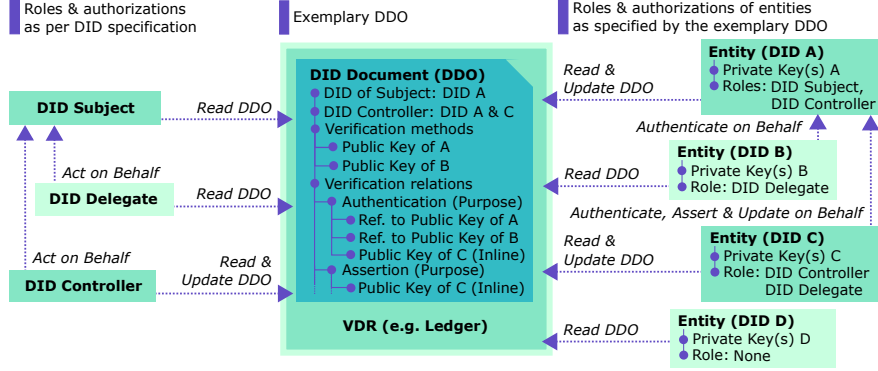 Roles & authorizations
as per DID specification
Exemplary DDO
Roles & authorizations of entities
as specified by the exemplary DDO
DID Subject
Read DDO
Act on Behalf
DID Delegate
Read DDO
Act on Behalf
Read &
Update DDO
DID Controller
DID Document (DDO)
DID of Subject: DID A
DID Controller: DID A & C
Verification methods
Public Key of A
Public Key of B
Verification relations
Authentication (Purpose)
Ref. to Public Key of A
Ref. to Public Key of B
Public Key of C (Inline)
Assertion (Purpose)
Public Key of C (Inline)
VDR (e.g. Ledger)
Read &
Update DDO
Entity (DID A)
Private Key(s) A
Roles: DID Subject,
DID Controller
Authenticate on Behalf
Read DDO
Entity (DID B)
Private Key(s) B
Role: DID Delegate
Authenticate, Assert & Update on Behalf
Read &
Update DDO
Entity (DID C)
Private Key(s) C
Role: DID Controller
DID Delegate
Read DDO
Entity (DID D)
Private Key(s) D
Role: None